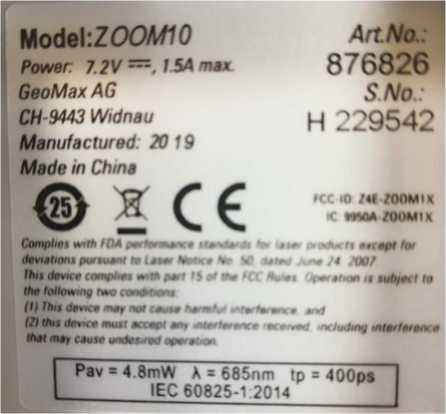 Model:ZOOM10
Power: 7.2V ⎓, 1.5A max.
GeoMax AG
CH-9443 Widnau
Manufactured: 2019
Made in China
Art.No.:
876826
S.No.:
H 229542
25
CE
FCC-ID: Z4E-ZOOM1X
IC: 9950A-ZOOM1X
Complies with FDA performance standards for laser products except for
deviations pursuant to Laser Notice No. 50, dated June 24, 2007
This device complies with part 15 of the FCC Rules. Operation is subject to
the following two conditions:
(1) This device may not cause harmful interference, and
(2) this device must accept any interference received, including interference
that may cause undesired operation.
Pav = 4.8mW λ = 685nm tp = 400ps
IEC 60825-1:2014